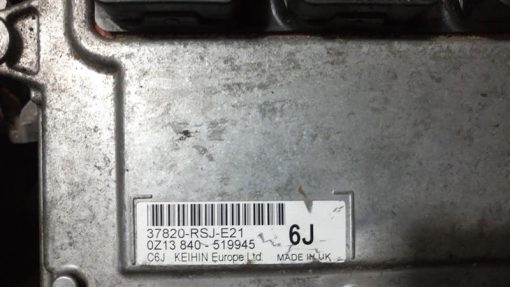 37820-RSJ-E21
0Z13 840 - 519945
6J
C6J KEIHIN Europe Ltd. MADE IN UK